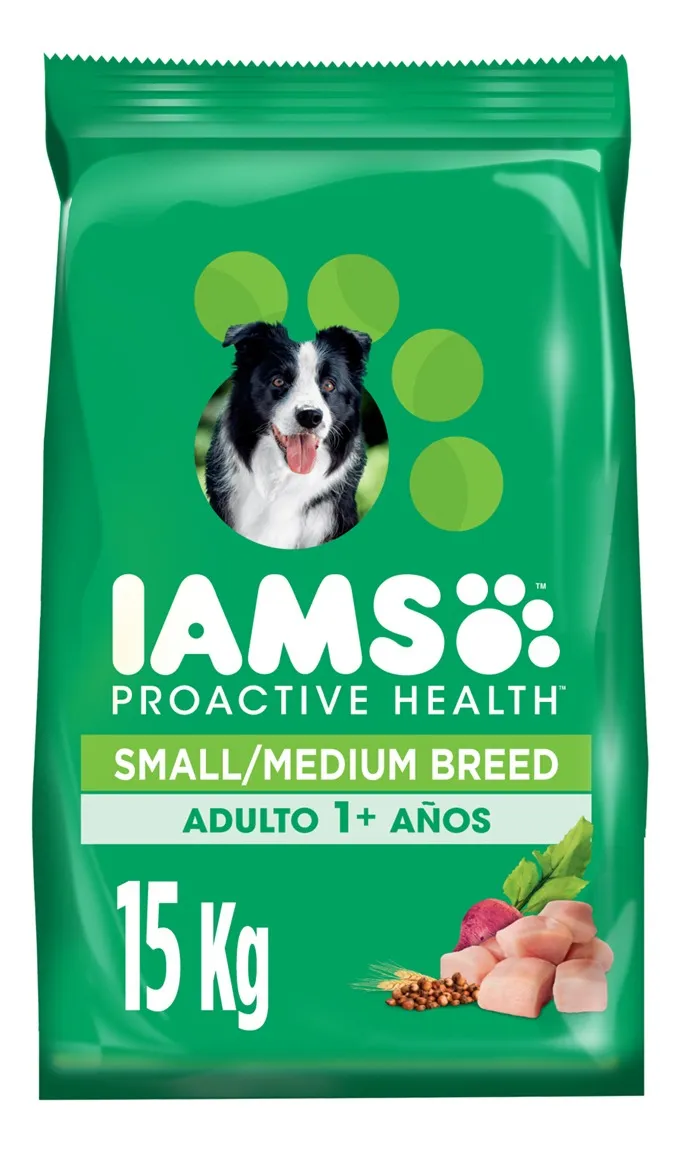 IAMS™
PROACTIVE HEALTH™
SMALL/MEDIUM BREED
ADULTO 1+ AÑOS
15 Kg